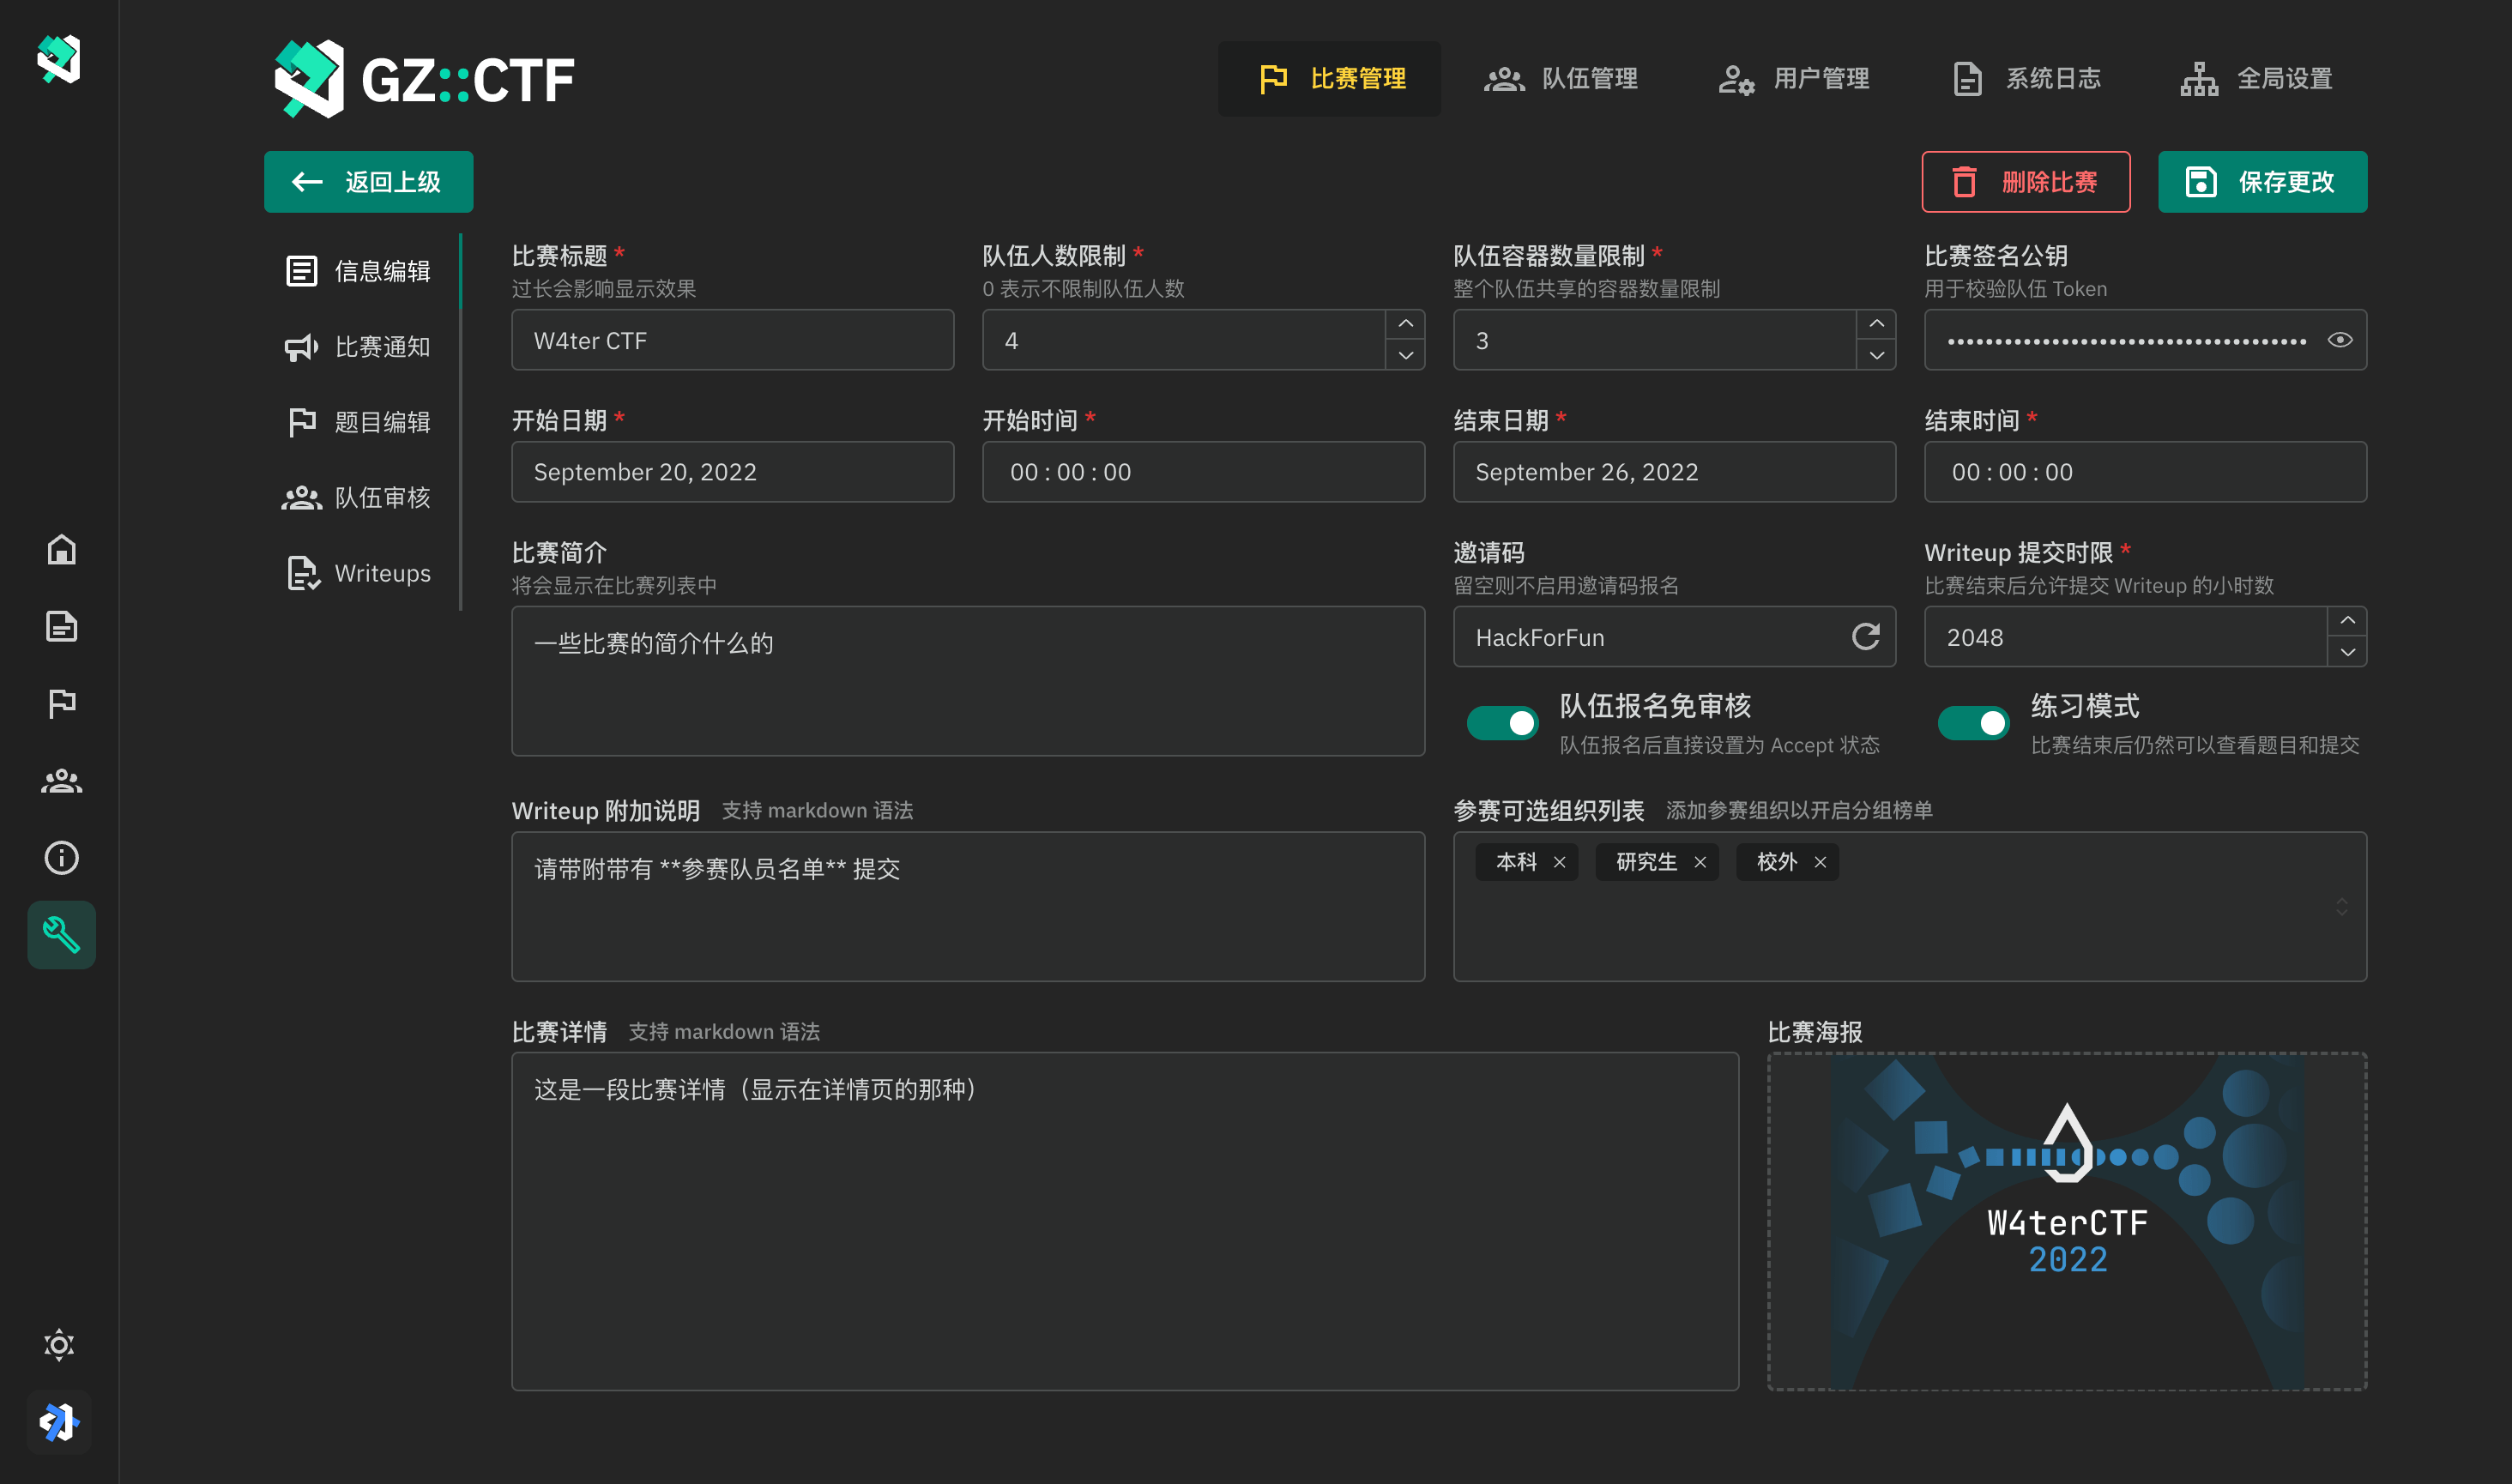 GZ::CTF
比赛管理
队伍管理
用户管理
系统日志
全局设置
返回上级
删除比赛
保存更改
信息编辑
比赛通知
题目编辑
队伍审核
Writeups
比赛标题 *
过长会影响显示效果
W4ter CTF
队伍人数限制 *
0 表示不限制队伍人数
4
队伍容器数量限制 *
整个队伍共享的容器数量限制
3
比赛签名公钥
用于校验队伍 Token
开始日期 *
September 20, 2022
开始时间 *
00 : 00 : 00
结束日期 *
September 26, 2022
结束时间 *
00 : 00 : 00
比赛简介
将会显示在比赛列表中
一些比赛的简介什么的
邀请码
留空则不启用邀请码报名
HackForFun
Writeup 提交时限 *
比赛结束后允许提交 Writeup 的小时数
2048
队伍报名免审核
队伍报名后直接设置为 Accept 状态
练习模式
比赛结束后仍然可以查看题目和提交
Writeup 附加说明 支持 markdown 语法
请带附带有 **参赛队员名单** 提交
参赛可选组织列表 添加参赛组织以开启分组榜单
本科 × 研究生 × 校外 ×
比赛详情 支持 markdown 语法
这是一段比赛详情（显示在详情页的那种）
比赛海报
W4terCTF
2022